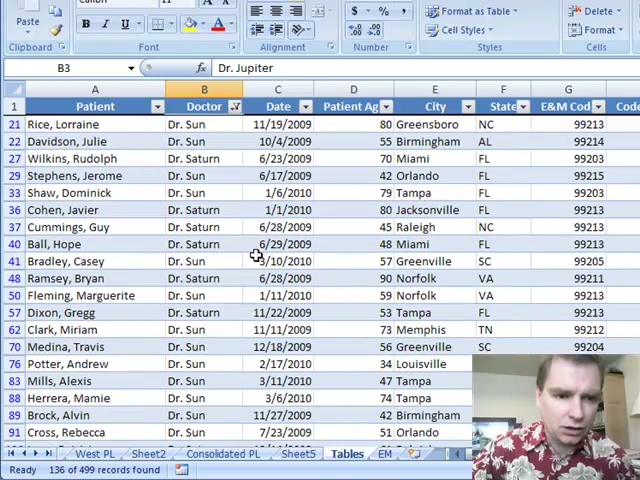 Calibri 11
Paste
B I U
$ % ,
Format as Table
Cell Styles
Delete
Format
Clipboard Font Alignment Number Styles Cells
B3 fx Dr. Jupiter
A B C D E F G
1 Patient Doctor Date Patient Ag City State E&M Cod Code
21 Rice, Lorraine Dr. Sun 11/19/2009 80 Greensboro NC 99213
22 Davidson, Julie Dr. Sun 10/4/2009 55 Birmingham AL 99214
27 Wilkins, Rudolph Dr. Saturn 6/23/2009 70 Miami FL 99203
29 Stephens, Jerome Dr. Sun 6/17/2009 42 Orlando FL 99215
33 Shaw, Dominick Dr. Sun 1/6/2010 79 Tampa FL 99213
36 Cohen, Javier Dr. Saturn 1/1/2010 80 Jacksonville FL 99213
37 Cummings, Guy Dr. Saturn 6/28/2009 45 Raleigh NC 99213
40 Ball, Hope Dr. Saturn 6/29/2009 48 Miami FL 99213
41 Bradley, Casey Dr. Sun 3/10/2010 57 Greenville SC 99205
48 Ramsey, Bryan Dr. Saturn 6/28/2009 90 Norfolk VA 99211
50 Fleming, Marguerite Dr. Sun 1/11/2010 59 Norfolk VA 99213
57 Dixon, Gregg Dr. Saturn 11/22/2009 53 Tampa FL 99213
62 Clark, Miriam Dr. Sun 11/11/2009 73 Memphis TN 99212
70 Medina, Travis Dr. Sun 12/18/2009 56 Greenville SC 99204
76 Potter, Andrew Dr. Sun 2/17/2010 34 Louisville
83 Mills, Alexis Dr. Sun 3/11/2010 47 Tampa
88 Herrera, Mamie Dr. Sun 3/6/2010 74 Tampa
89 Brock, Alvin Dr. Sun 11/27/2009 42 Birmingham
91 Cross, Rebecca Dr. Sun 7/23/2009 51 Orlando
West PL Sheet2 Consolidated PL Sheet5 Tables EM
Ready 136 of 499 records found